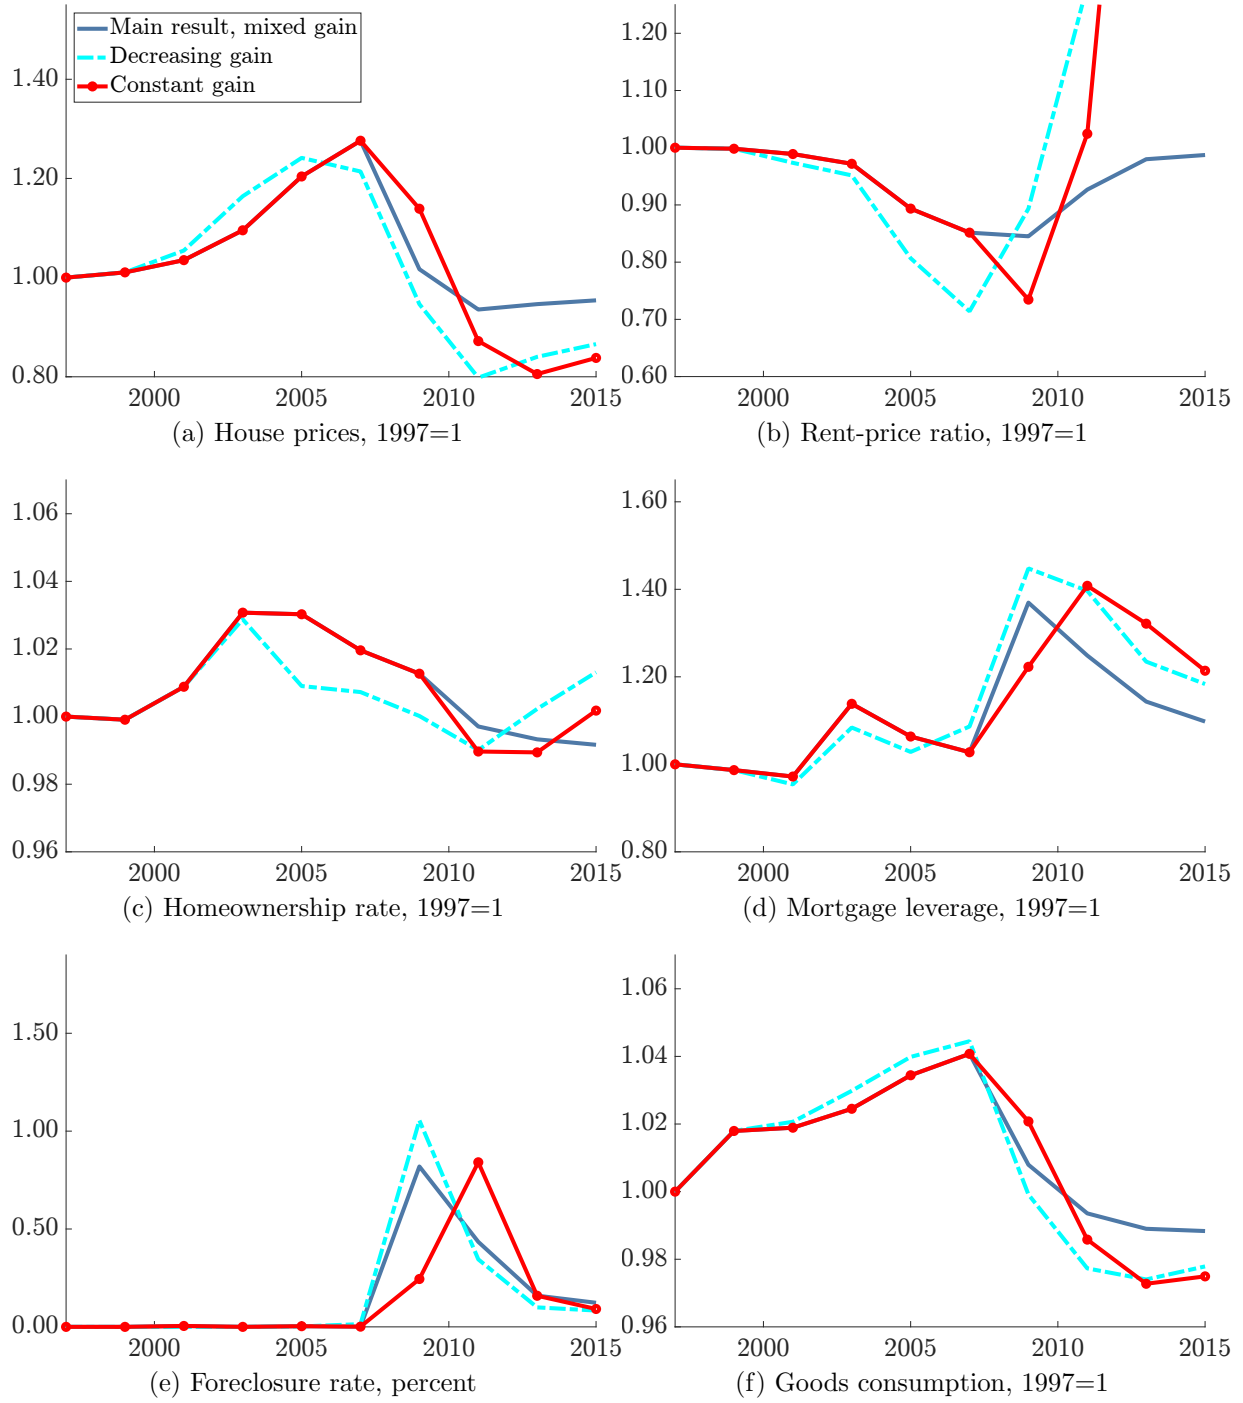 Main result, mixed gain
Decreasing gain
Constant gain
1.40
1.20
1.00
0.80
2000 2005 2010 2015
(a) House prices, 1997=1
1.20
1.10
1.00
0.90
0.80
0.70
0.60
2000 2005 2010 2015
(b) Rent-price ratio, 1997=1
1.06
1.04
1.02
1.00
0.98
0.96
2000 2005 2010 2015
(c) Homeownership rate, 1997=1
1.60
1.40
1.20
1.00
0.80
2000 2005 2010 2015
(d) Mortgage leverage, 1997=1
1.50
1.00
0.50
0.00
2000 2005 2010 2015
(e) Foreclosure rate, percent
1.06
1.04
1.02
1.00
0.98
0.96
2000 2005 2010 2015
(f) Goods consumption, 1997=1